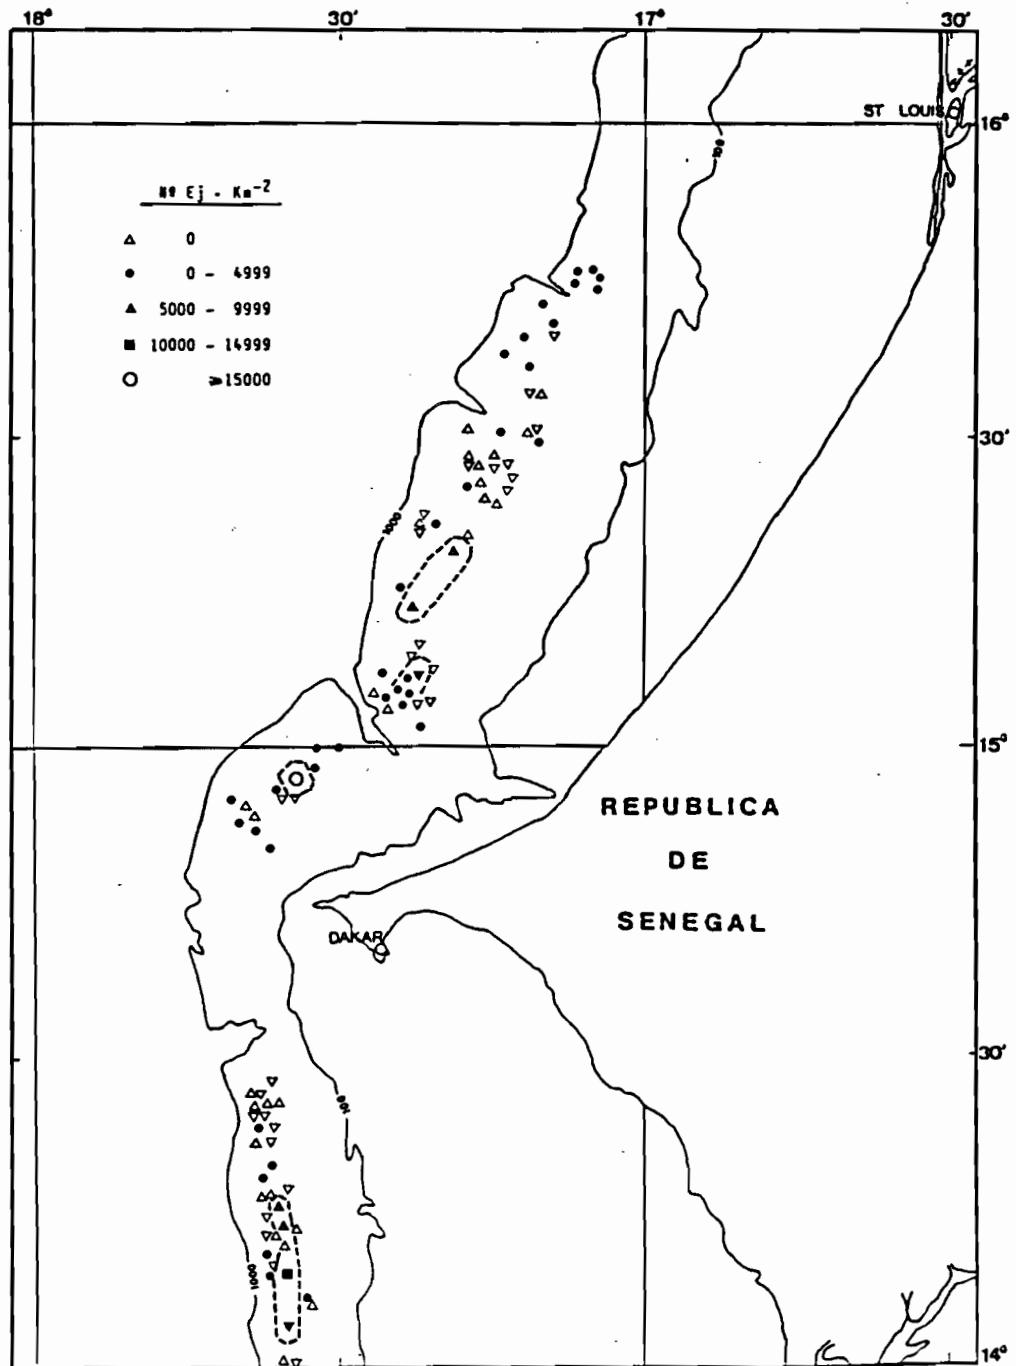 18° 30' 17° 30'
ST LOUIS
16°
100
Nº Ej. Km-2
0
0 - 4999
5000 - 9999
10000 - 14999
≥15000
30'
1000
15°
REPUBLICA
DE
SENEGAL
DAKAR
30'
100
1000
14°